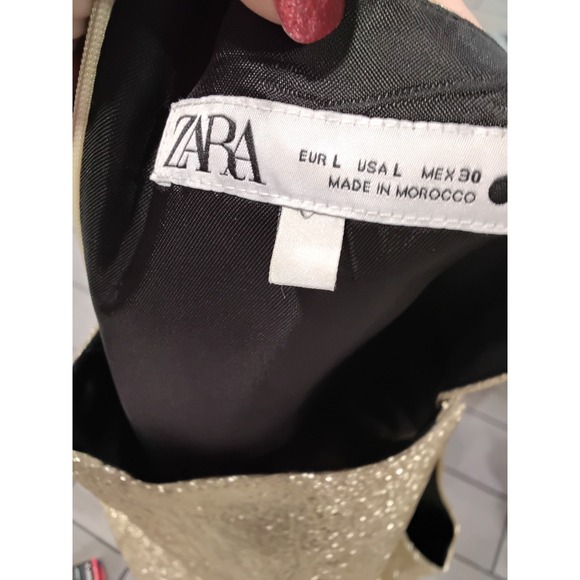 ZARA
EUR L USA L MEX 30
MADE IN MOROCCO